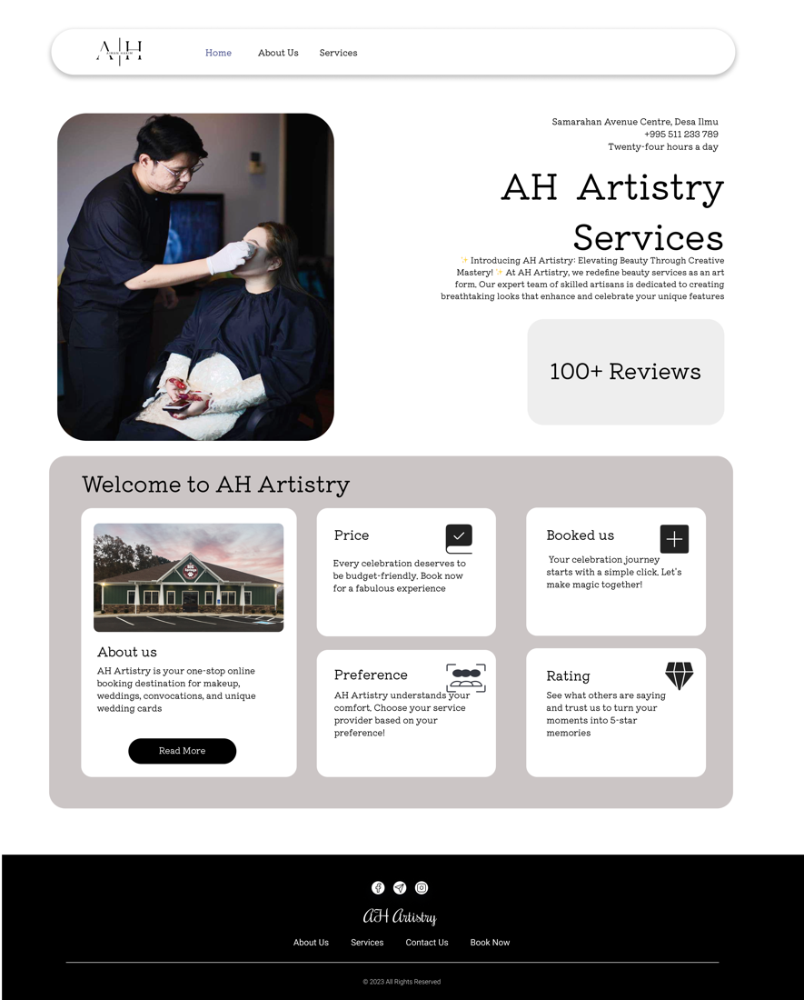 A|H
Home
About Us
Services
Samarahan Avenue Centre, Desa Ilmu
+995 511 233 789
Twenty-four hours a day
AH Artistry
Services
✨ Introducing AH Artistry: Elevating Beauty Through Creative
Mastery! ✨ At AH Artistry, we redefine beauty services as an art
form. Our expert team of skilled artisans is dedicated to creating
breathtaking looks that enhance and celebrate your unique features
100+ Reviews
Welcome to AH Artistry
About us
AH Artistry is your one-stop online
booking destination for makeup,
weddings, convocations, and unique
wedding cards
Read More
Price
Every celebration deserves to
be budget-friendly. Book now
for a fabulous experience
Booked us
Your celebration journey
starts with a simple click. Let's
make magic together!
Preference
AH Artistry understands your
comfort. Choose your service
provider based on your
preference!
Rating
See what others are saying
and trust us to turn your
moments into 5-star
memories
AH Artistry
About Us
Services
Contact Us
Book Now
© 2023 All Rights Reserved